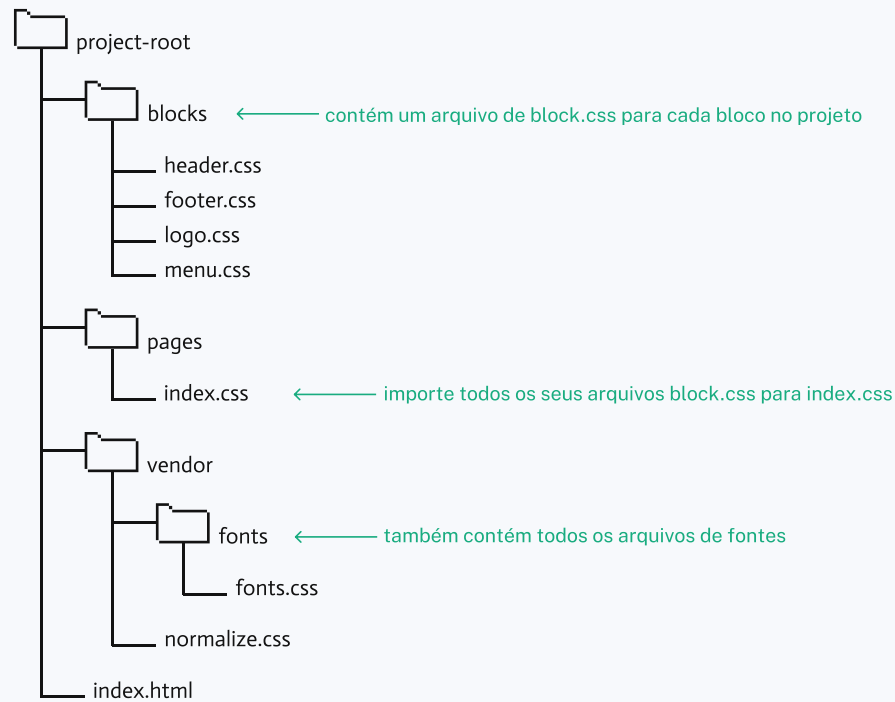 project-root
blocks
contém um arquivo de block.css para cada bloco no projeto
header.css
footer.css
logo.css
menu.css
pages
index.css
importe todos os seus arquivos block.css para index.css
vendor
fonts
também contém todos os arquivos de fontes
fonts.css
normalize.css
index.html